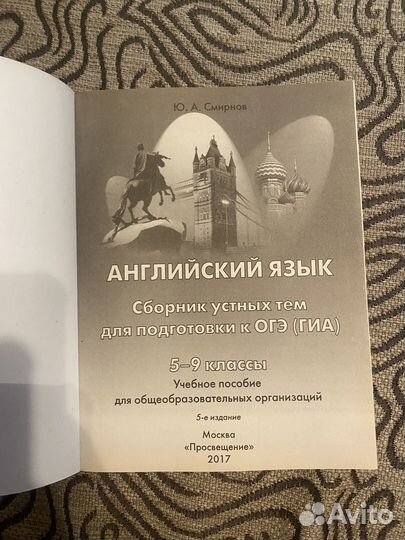 Ю. А. Смирнов
АНГЛИЙСКИЙ ЯЗЫК
Сборник устных тем
для подготовки к ОГЭ (ГИА)
5–9 классы
Учебное пособие
для общеобразовательных организаций
5-е издание
Москва
«Просвещение»
2017
Avito